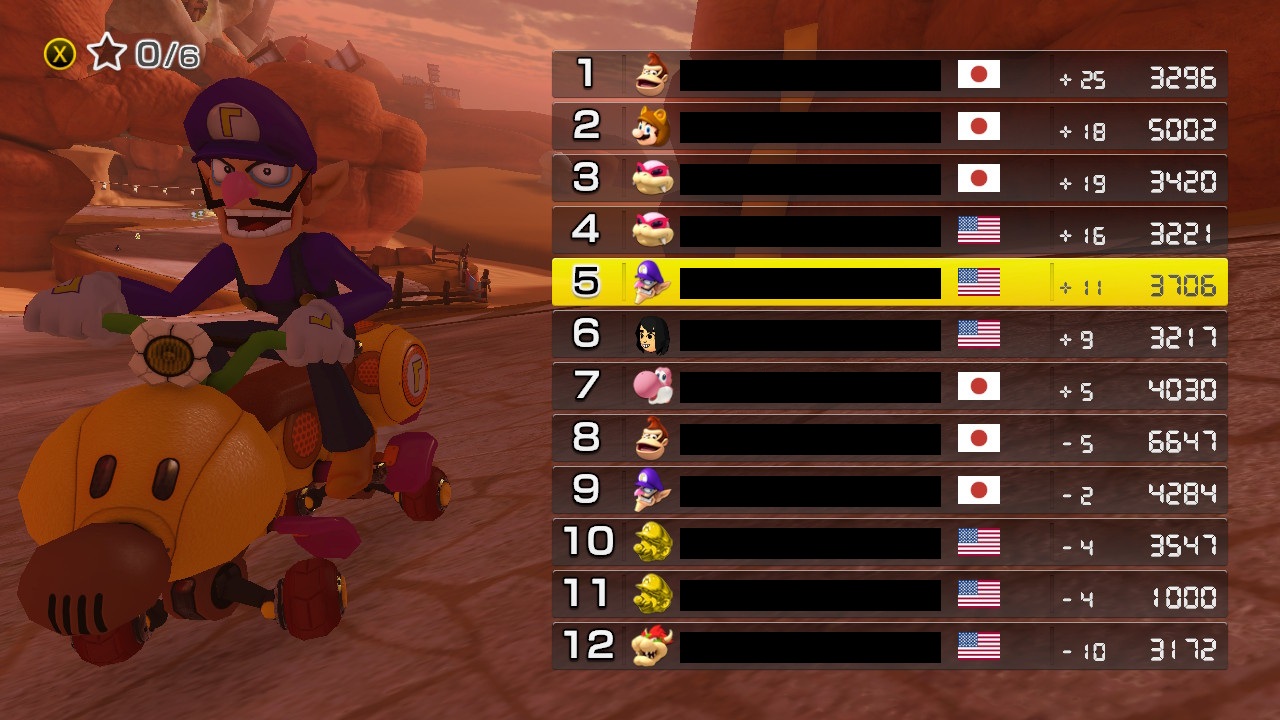 X 0/6
1 + 25 3296
2 + 18 5002
3 + 19 3420
4 + 16 3221
5 + 11 3706
6 + 9 3217
7 + 5 4030
8 - 5 6647
9 - 2 4284
10 - 4 3547
11 - 4 1000
12 - 10 3172